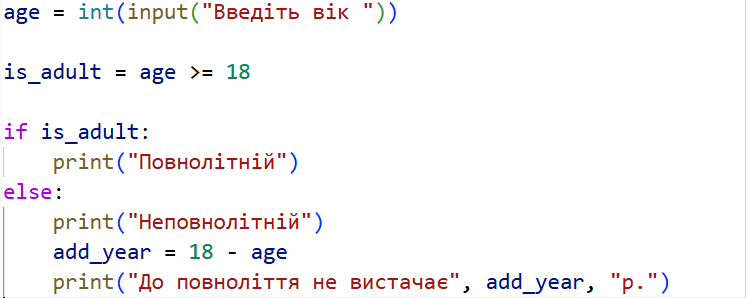 age = int(input("Введіть вік "))
is_adult = age >= 18
if is_adult:
    print("Повнолітній")
else:
    print("Неповнолітній")
    add_year = 18 - age
    print("До повноліття не вистачає", add_year, "р.")